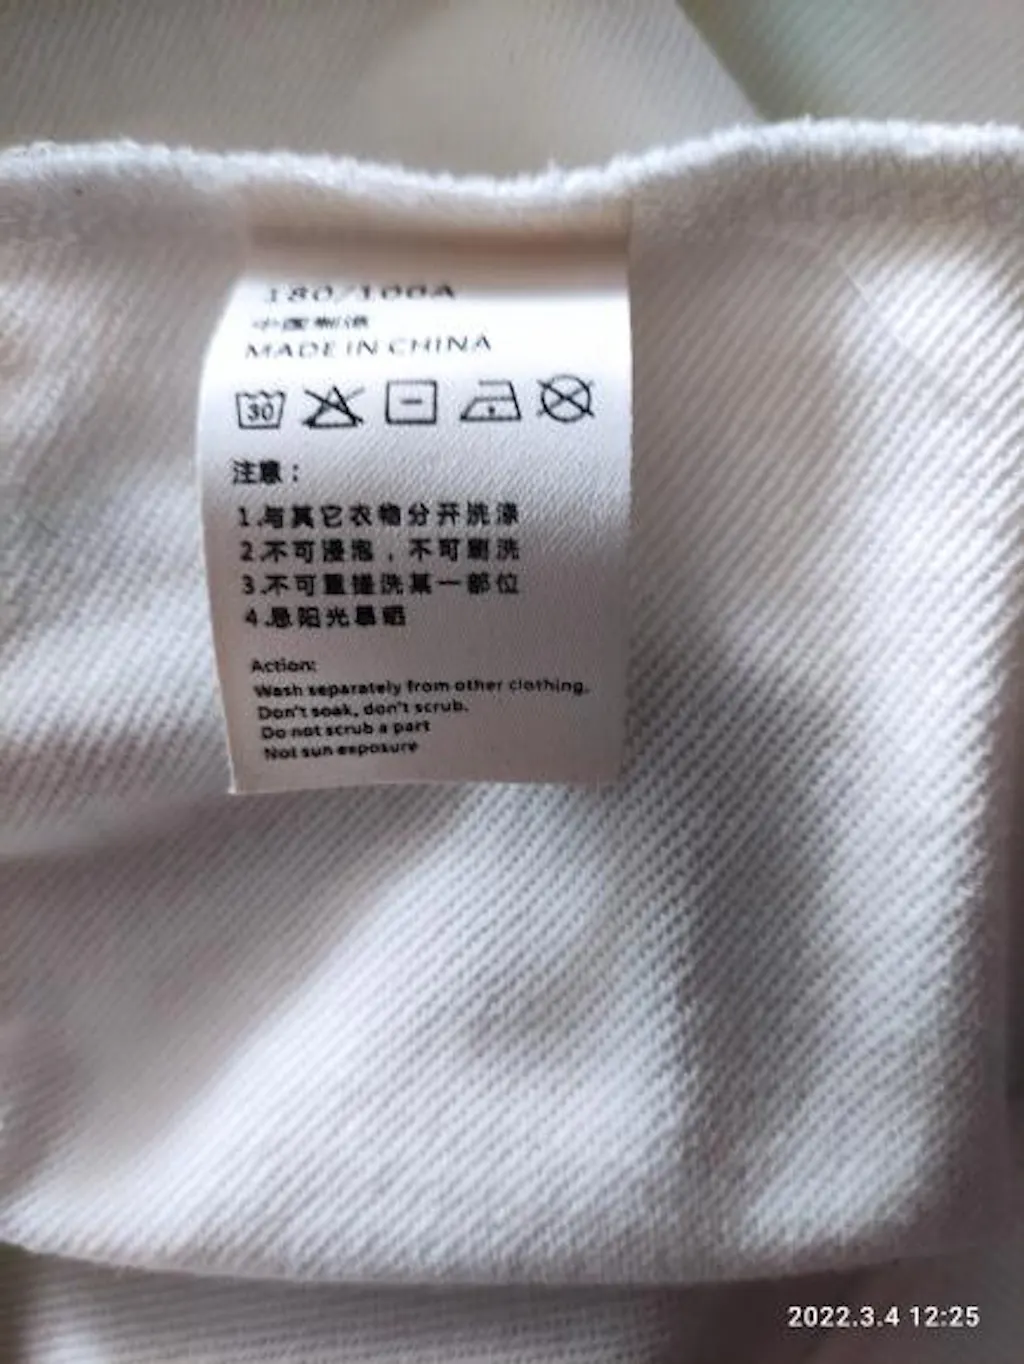 180/100A
中国制造
MADE IN CHINA
30
注意：
1.与其它衣物分开洗涤
2.不可浸泡，不可刷洗
3.不可重搓洗某一部位
4.忌阳光暴晒
Action:
Wash separately from other clothing,
Don't soak, don't scrub.
Do not scrub a part
Not sun exposure
2022.3.4 12:25